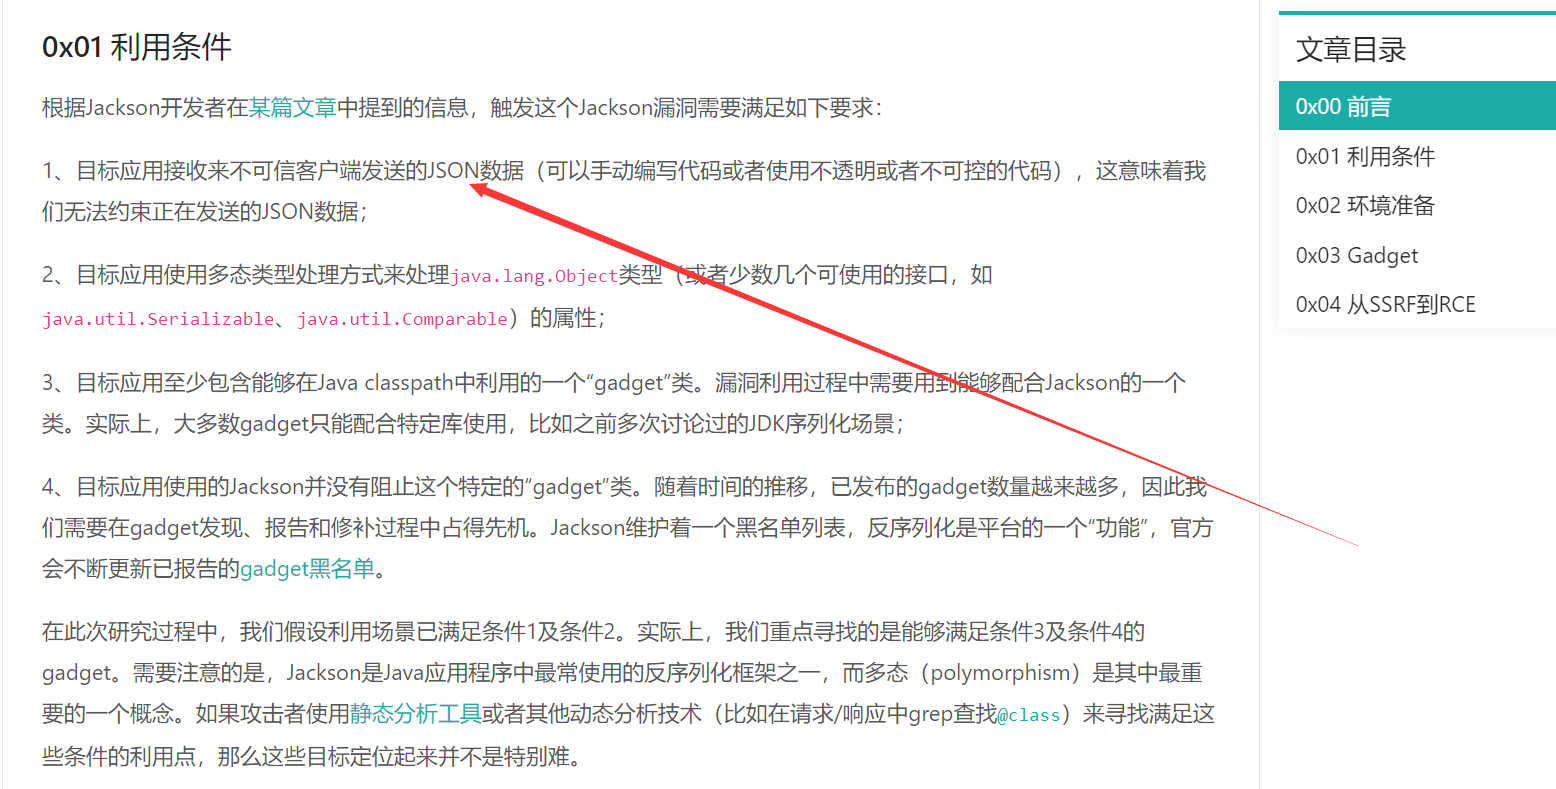 0x01 利用条件
根据Jackson开发者在某篇文章中提到的信息，触发这个Jackson漏洞需要满足如下要求：
1、目标应用接收来不可信客户端发送的JSON数据（可以手动编写代码或者使用不透明或者不可控的代码），这意味着我
们无法约束正在发送的JSON数据；
2、目标应用使用多态类型处理方式来处理java.lang.Object类型（或者少数几个可使用的接口，如
java.util.Serializable、java.util.Comparable）的属性；
3、目标应用至少包含能够在Java classpath中利用的一个“gadget”类。漏洞利用过程中需要用到能够配合Jackson的一个
类。实际上，大多数gadget只能配合特定库使用，比如之前多次讨论过的JDK序列化场景；
4、目标应用使用的Jackson并没有阻止这个特定的“gadget”类。随着时间的推移，已发布的gadget数量越来越多，因此我
们需要在gadget发现、报告和修补过程中占得先机。Jackson维护着一个黑名单列表，反序列化是平台的一个“功能”，官方
会不断更新已报告的gadget黑名单。
在此次研究过程中，我们假设利用场景已满足条件1及条件2。实际上，我们重点寻找的是能够满足条件3及条件4的
gadget。需要注意的是，Jackson是Java应用程序中最常使用的反序列化框架之一，而多态（polymorphism）是其中最重
要的一个概念。如果攻击者使用静态分析工具或者其他动态分析技术（比如在请求/响应中grep查找@class）来寻找满足这
些条件的利用点，那么这些目标定位起来并不是特别难。
文章目录
0x00 前言
0x01 利用条件
0x02 环境准备
0x03 Gadget
0x04 从SSRF到RCE